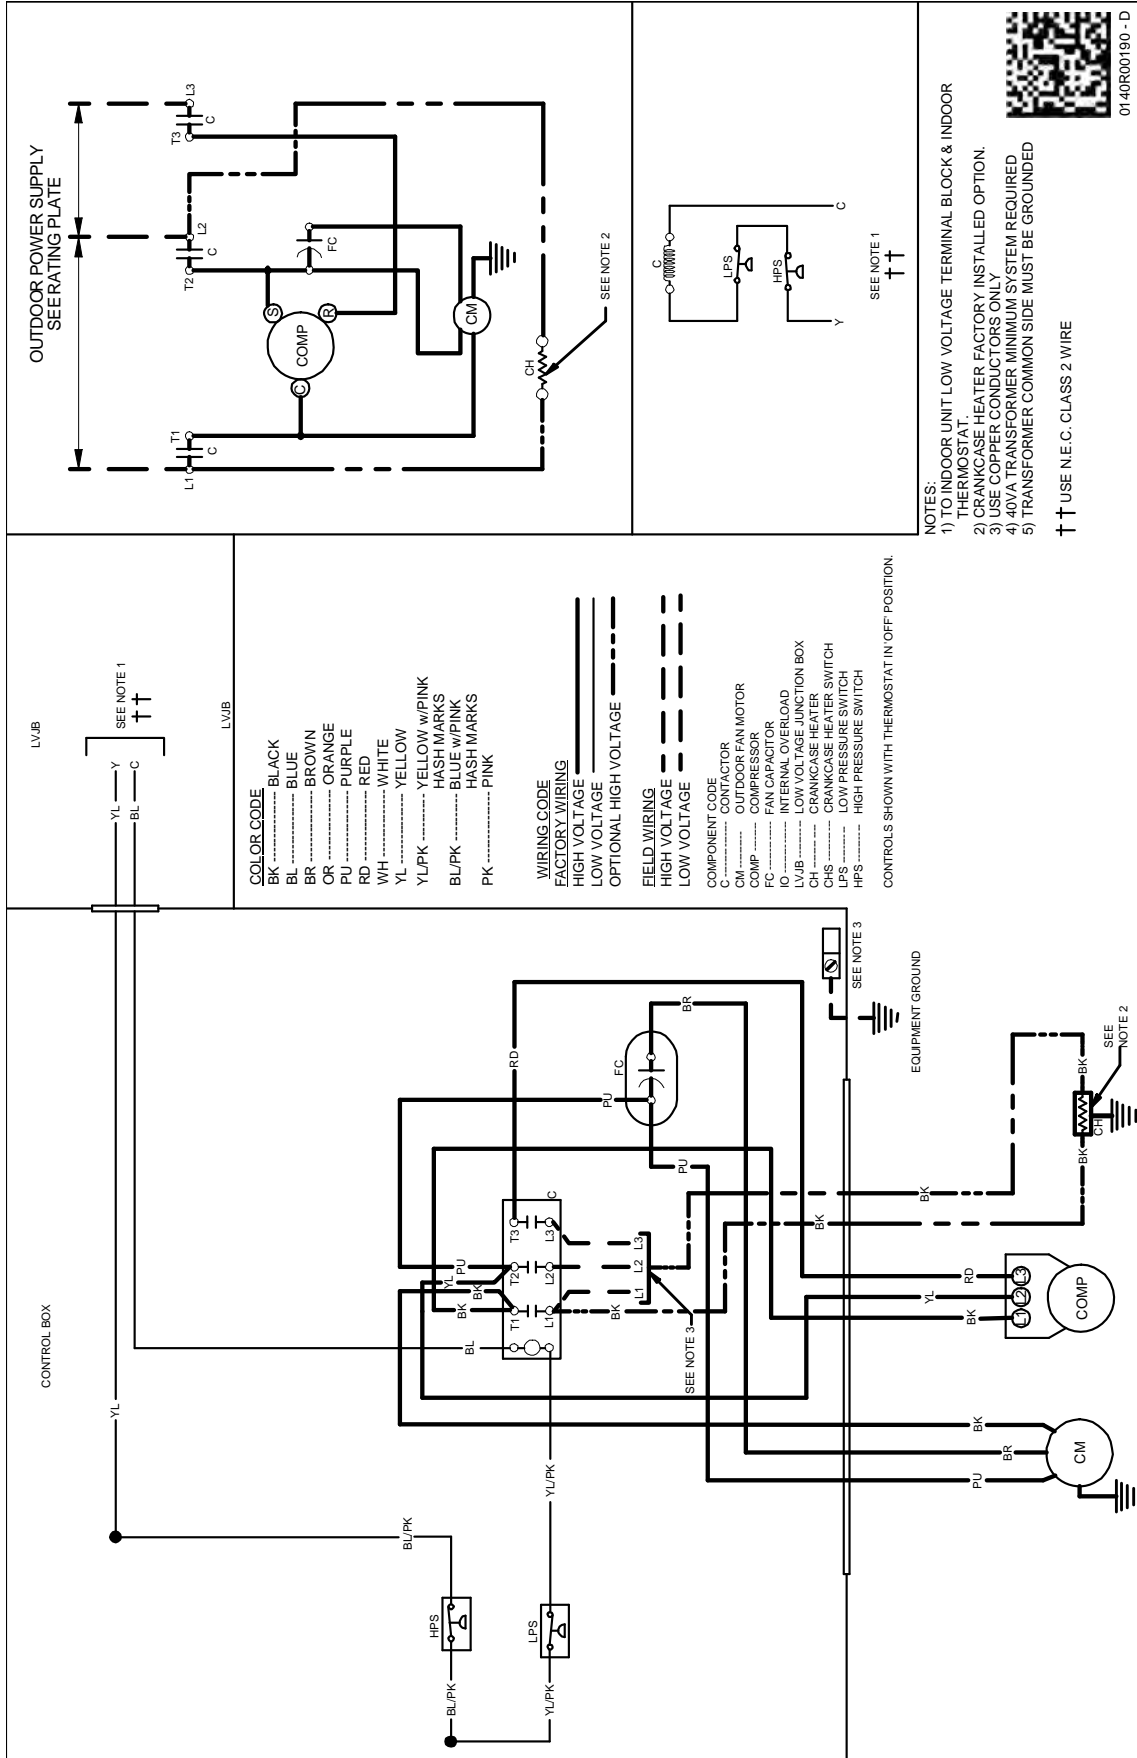 CONTROL BOX
YL
HPS
BL/PK
BL/PK
LPS
YL/PK
YL/PK
BL
BK
YL
PU
BK
T1
T2
T3
L1
L2
L3
C
BK
L1
L2
L3
SEE NOTE 3
RD
PU
FC
BR
PU
BK
BK
SEE NOTE 3
EQUIPMENT GROUND
PU
BR
BK
CM
BK
YL
RD
L1
L2
L3
COMP
BK
CH
BK
SEE
NOTE 2
LVJB
YL
Y
BL
C
SEE NOTE 1
††
LVJB
COLOR CODE
BK ---------- BLACK
BL ---------- BLUE
BR ---------- BROWN
OR ---------- ORANGE
PU ---------- PURPLE
RD ---------- RED
WH ---------- WHITE
YL ---------- YELLOW
YL/PK ---------- YELLOW w/PINK
HASH MARKS
BL/PK ---------- BLUE w/PINK
HASH MARKS
PK ---------- PINK
WIRING CODE
FACTORY WIRING
HIGH VOLTAGE
LOW VOLTAGE
OPTIONAL HIGH VOLTAGE
FIELD WIRING
HIGH VOLTAGE
LOW VOLTAGE
COMPONENT CODE
C ---------- CONTACTOR
CM ---------- OUTDOOR FAN MOTOR
COMP -------- COMPRESSOR
FC ---------- FAN CAPACITOR
IO ---------- INTERNAL OVERLOAD
LVJB -------- LOW VOLTAGE JUNCTION BOX
CH ---------- CRANKCASE HEATER
CHS ---------- CRANKCASE HEATER SWITCH
LPS ------- LOW PRESSURE SWITCH
HPS --------- HIGH PRESSURE SWITCH
CONTROLS SHOWN WITH THERMOSTAT IN 'OFF' POSITION.
OUTDOOR POWER SUPPLY
SEE RATING PLATE
L1
T1
C
T2
L2
C
T3
L3
C
C
S
R
COMP
FC
CM
CH
SEE NOTE 2
C
LPS
HPS
Y
C
SEE NOTE 1
††
NOTES:
1) TO INDOOR UNIT LOW VOLTAGE TERMINAL BLOCK & INDOOR
THERMOSTAT.
2) CRANKCASE HEATER FACTORY INSTALLED OPTION.
3) USE COPPER CONDUCTORS ONLY
4) 40VA TRANSFORMER MINIMUM SYSTEM REQUIRED
5) TRANSFORMER COMMON SIDE MUST BE GROUNDED
†† USE N.E.C. CLASS 2 WIRE
0140R00190 - D